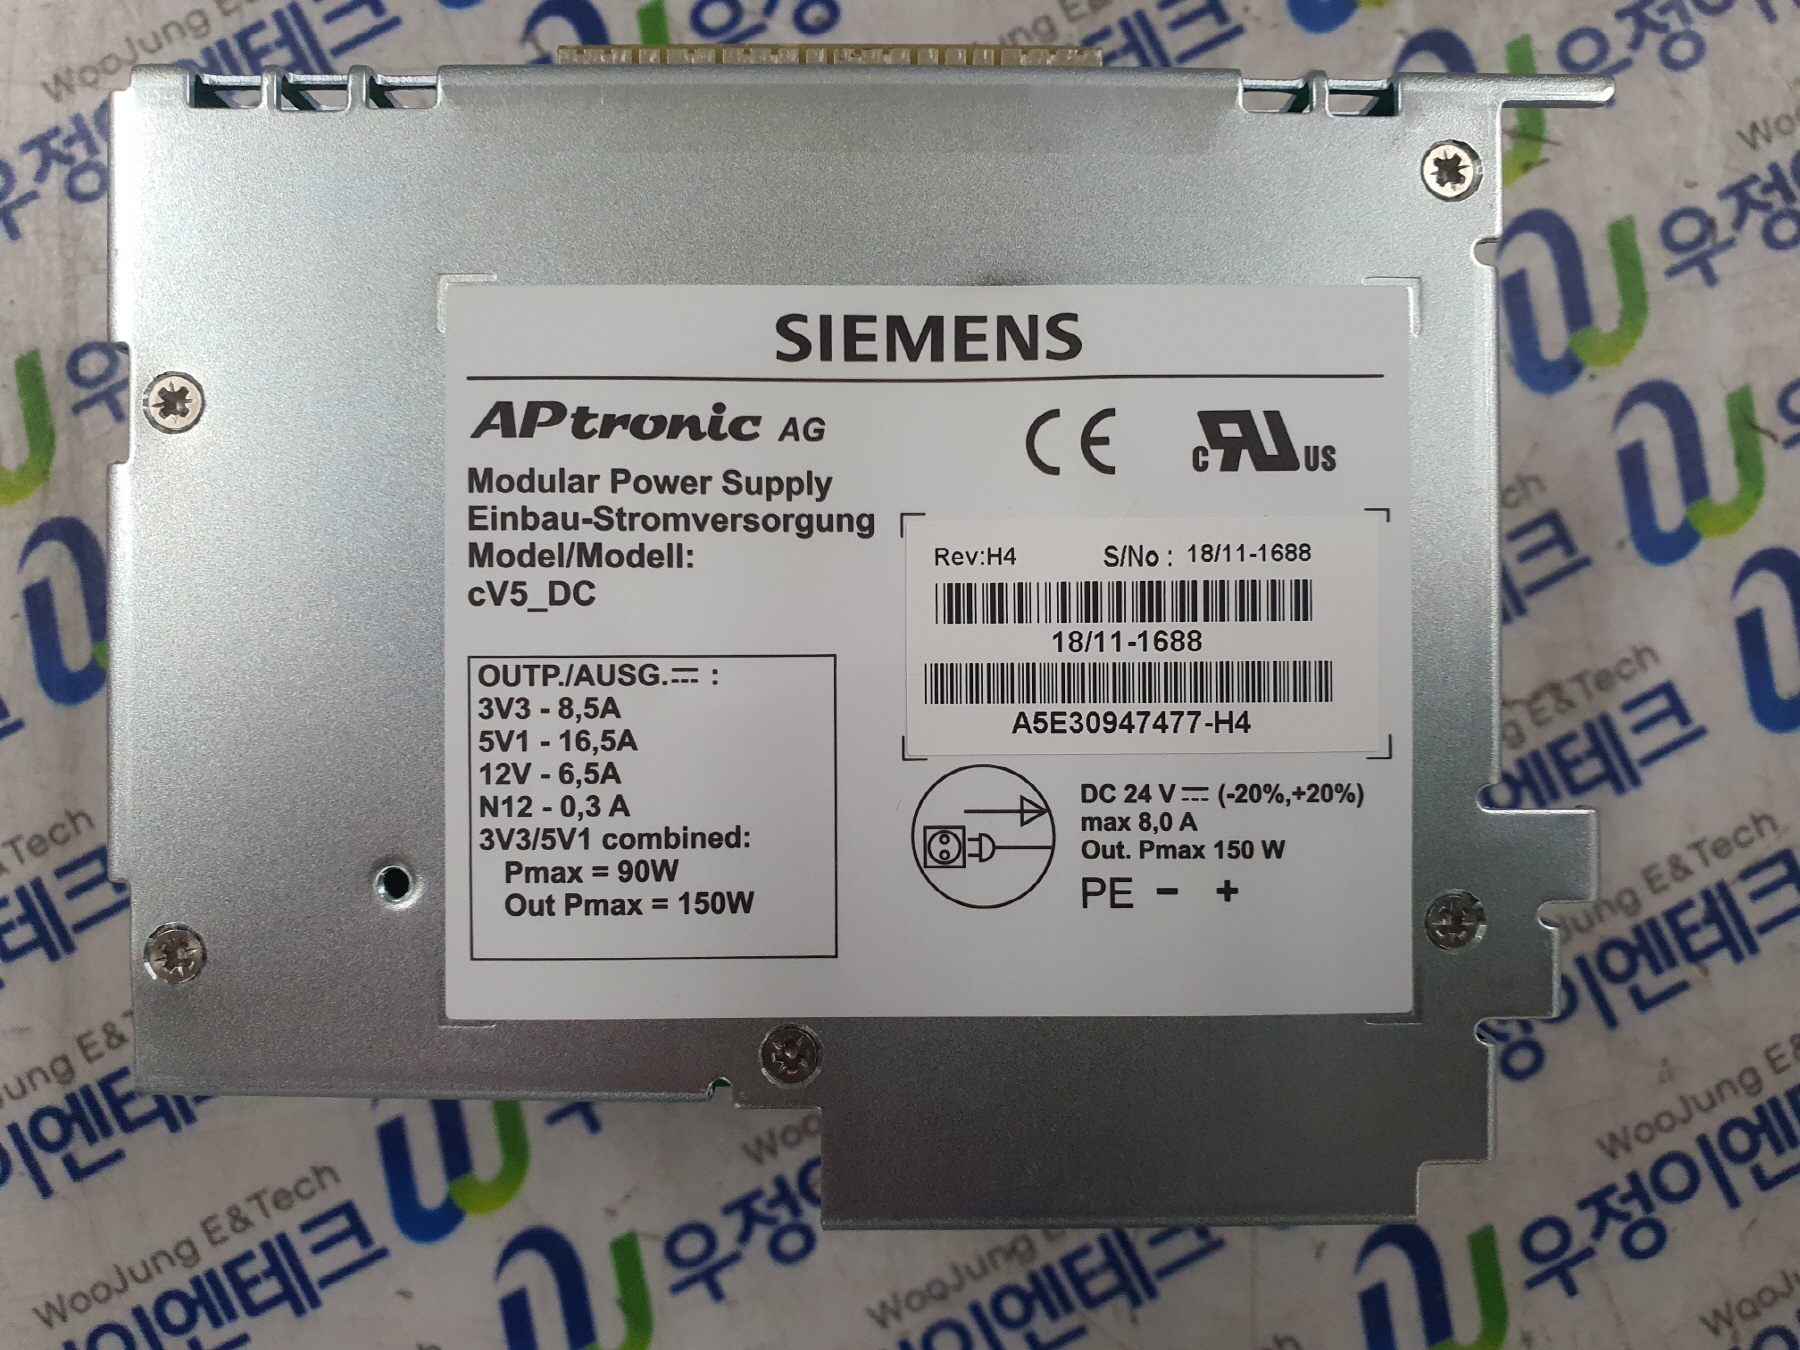 SIEMENS
APtronic AG
Modular Power Supply
Einbau-Stromversorgung
Model/Modell:
cV5_DC
OUTP./AUSG.⎓ :
3V3 - 8,5A
5V1 - 16,5A
12V - 6,5A
N12 - 0,3 A
3V3/5V1 combined:
Pmax = 90W
Out Pmax = 150W
CE
c RU US
Rev:H4 S/No : 18/11-1688
18/11-1688
A5E30947477-H4
DC 24 V⎓ (-20%,+20%)
max 8,0 A
Out. Pmax 150 W
PE - +
WooJung E&Tech
우정이엔테크